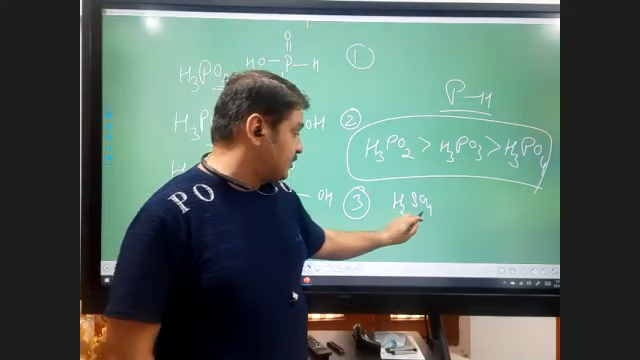 O
HO—P—H
H₃PO₂
①
P—H
H₃P
OH
②
H₃PO₂ > H₃PO₃ > H₃PO₄
OH
③
H₂SO₄
PO